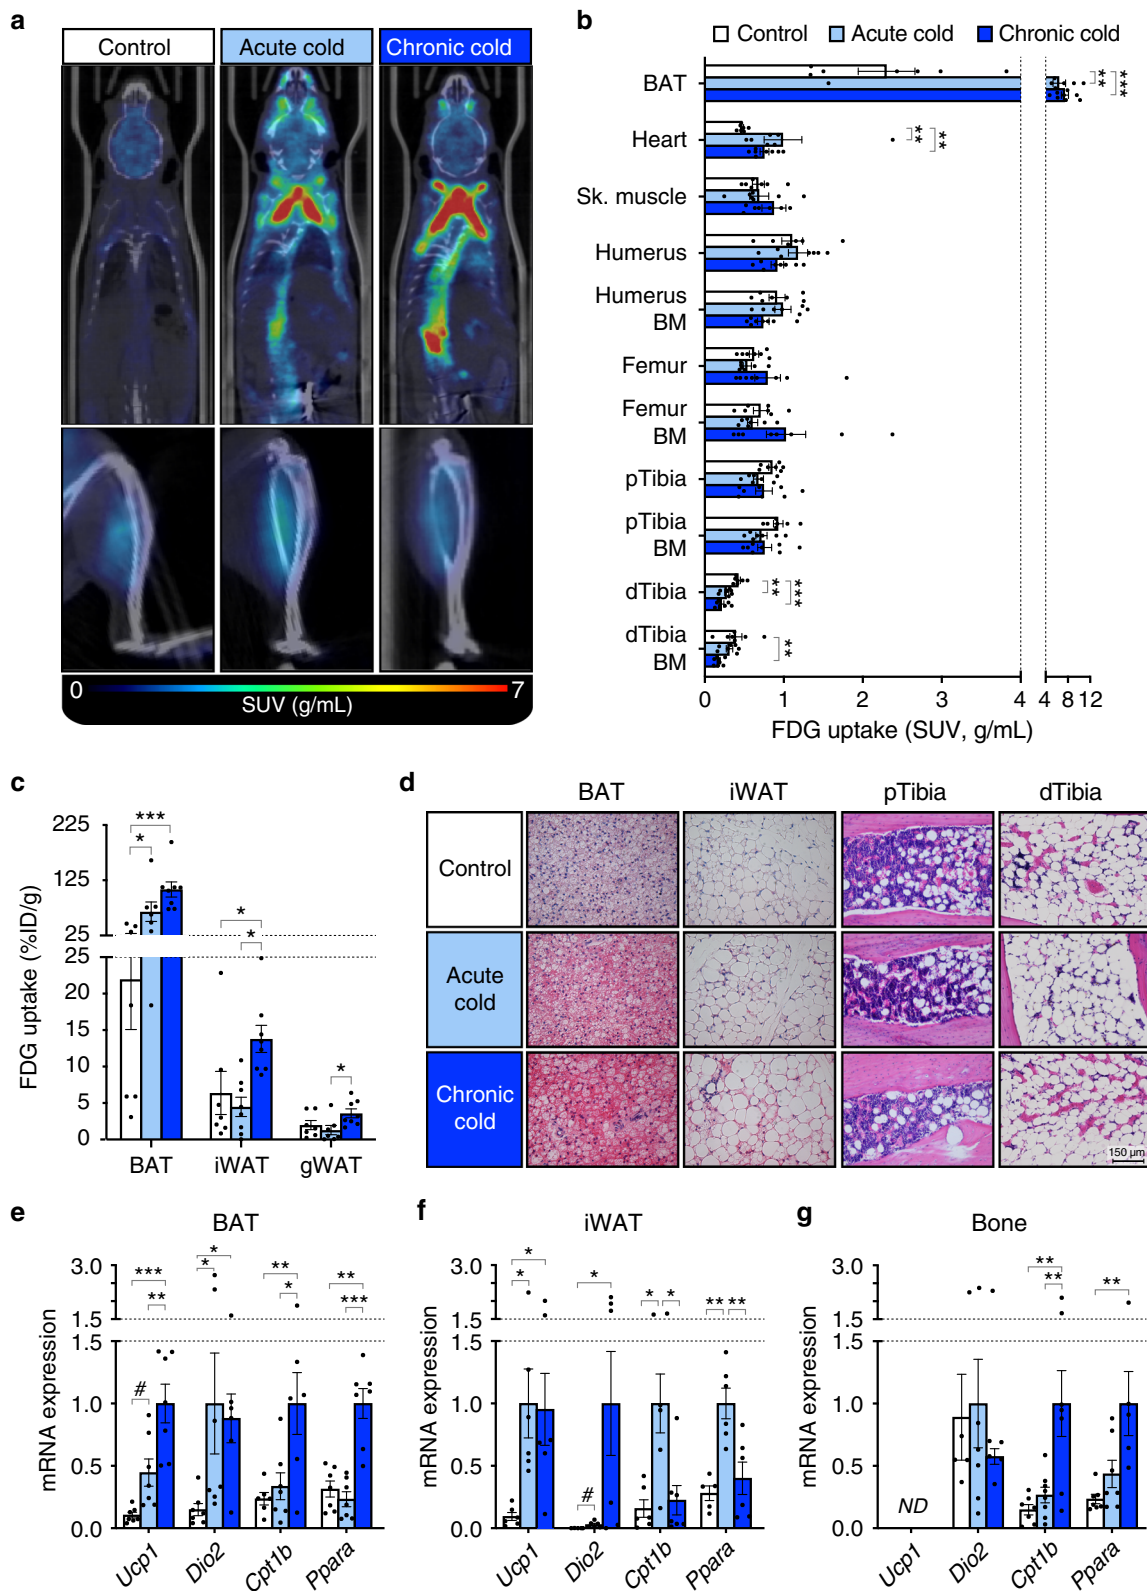 a
Control
Acute cold
Chronic cold
0
7
SUV (g/mL)
b
Control
Acute cold
Chronic cold
BAT
** ***
Heart
** **
Sk. muscle
Humerus
Humerus
BM
Femur
Femur
BM
pTibia
pTibia
BM
dTibia
** ***
dTibia
BM
**
0 1 2 3 4 4 8 12
FDG uptake (SUV, g/mL)
c
FDG uptake (%ID/g)
225
125
25
25
20
15
10
5
0
***
*
*
*
*
BAT iWAT gWAT
d
BAT iWAT pTibia dTibia
Control
Acute
cold
Chronic
cold
150 µm
e
BAT
mRNA expression
3.0
1.5
1.5
1.0
0.5
0.0
*** * ** **
** * * ***
#
Ucp1 Dio2 Cpt1b Ppara
f
iWAT
mRNA expression
3.0
1.5
1.5
1.0
0.5
0.0
* *
* * * ** **
#
Ucp1 Dio2 Cpt1b Ppara
g
Bone
mRNA expression
3.0
1.5
1.5
1.0
0.5
0.0
** **
**
ND
Ucp1 Dio2 Cpt1b Ppara